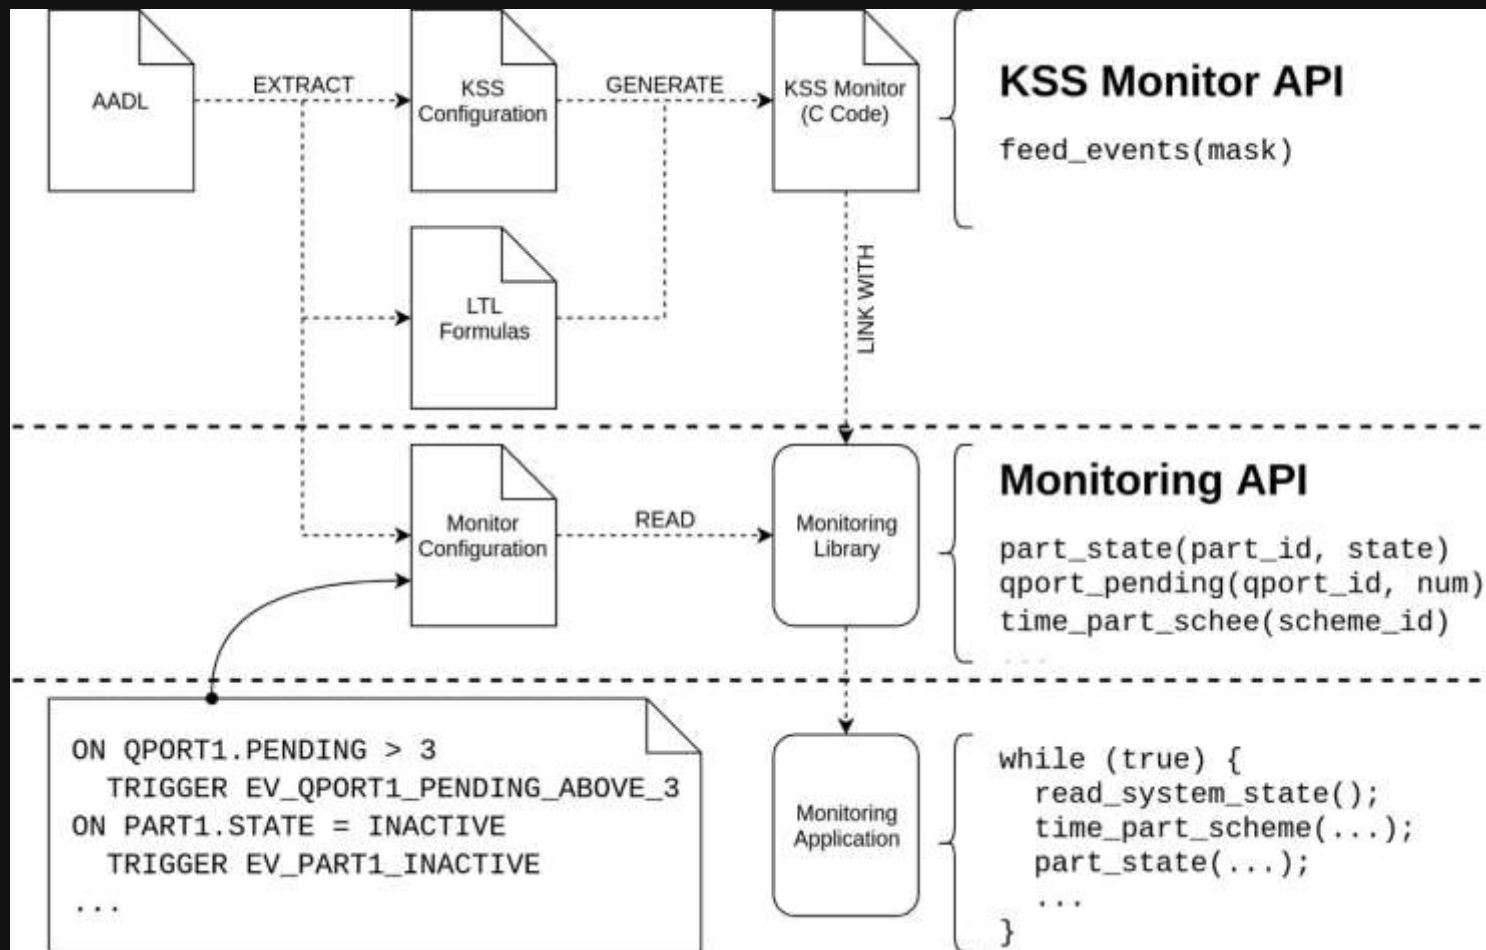 AADL
EXTRACT
KSS
Configuration
GENERATE
KSS Monitor
(C Code)
KSS Monitor API
feed_events(mask)
LTL
Formulas
LINK WITH
Monitor
Configuration
READ
Monitoring
Library
Monitoring API
part_state(part_id, state)
qport_pending(qport_id, num)
time_part_schee(scheme_id)
...
ON QPORT1.PENDING > 3
TRIGGER EV_QPORT1_PENDING_ABOVE_3
ON PART1.STATE = INACTIVE
TRIGGER EV_PART1_INACTIVE
...
Monitoring
Application
while (true) {
read_system_state();
time_part_scheme(...);
part_state(...);
...
}